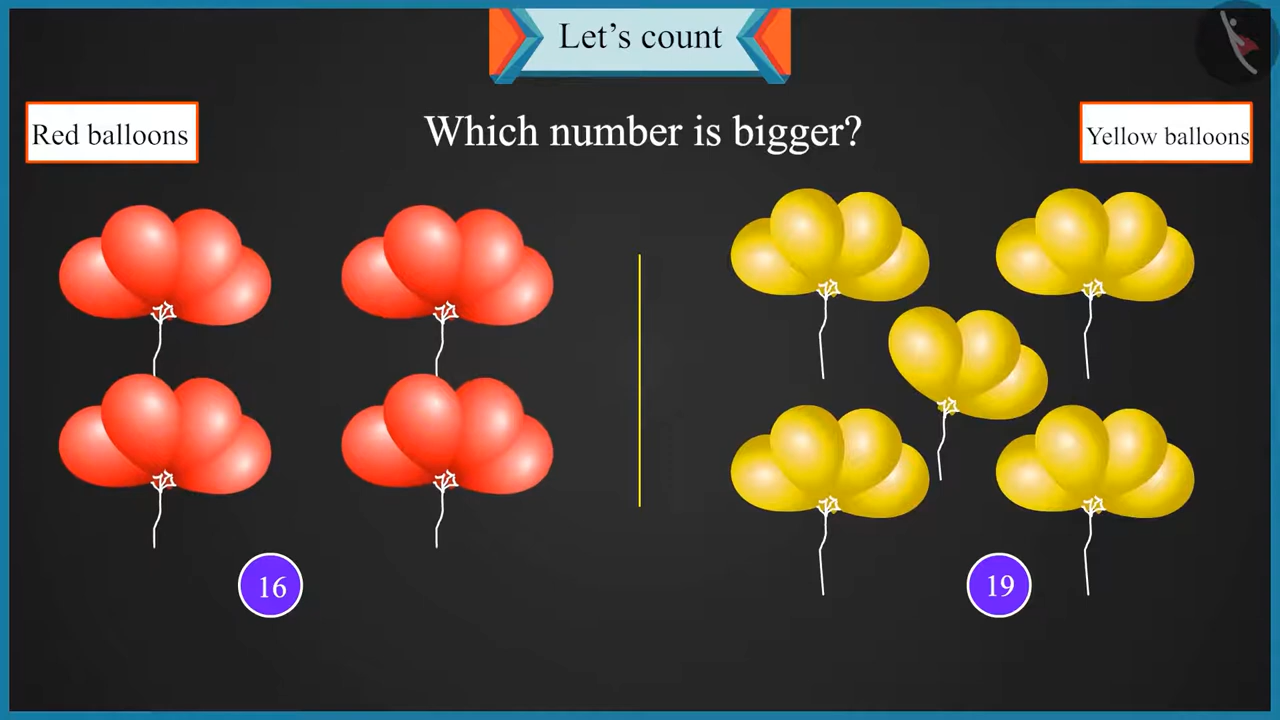 Let's count
Red balloons
Which number is bigger?
Yellow balloons
16
19